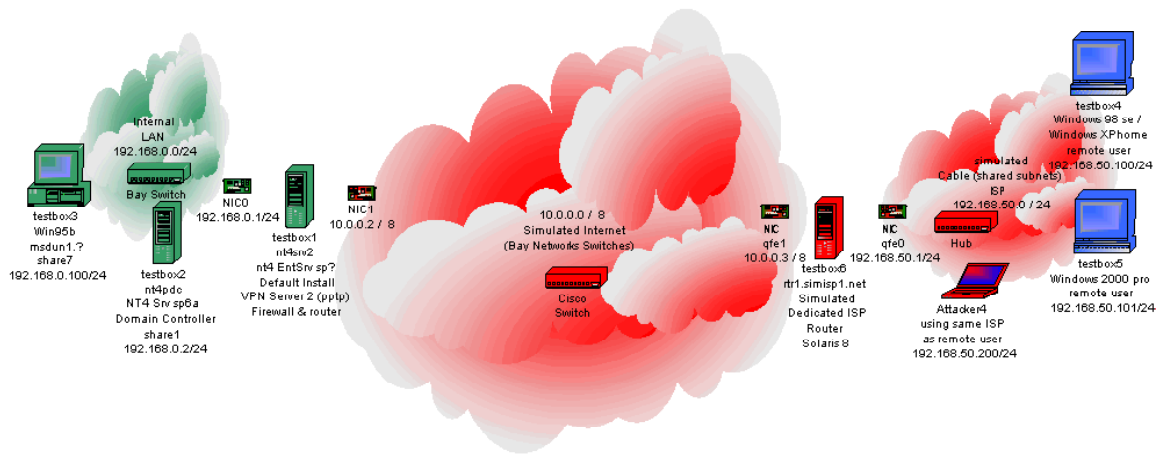 Internal
LAN
192.168.0.0/24
Bay Switch
testbox3
Win95b
msdun1.?
share7
192.168.0.100/24
testbox2
nt4pdc
NT4 Srv sp6a
Domain Controller
share1
192.168.0.2/24
NIC0
192.168.0.1/24
testbox1
nt4srv2
nt4 EntSrv sp?
Default Install
VPN Server 2 (pptp)
Firewall & router
NIC1
10.0.0.2 / 8
10.0.0.0 / 8
Simulated Internet
(Bay Networks Switches)
Cisco
Switch
NIC
qfe1
10.0.0.3 / 8
testbox6
rtr1.simisp1.net
Simulated
Dedicated ISP
Router
Solaris 8
NIC
qfe0
192.168.50.1/24
simulated
Cable (shared subnets)
ISP
192.168.50.0 / 24
Hub
Attacker4
using same ISP
as remote user
192.168.50.200/24
testbox4
Windows 98 se /
Windows XPhome
remote user
192.168.50.100/24
testbox5
Windows 2000 pro
remote user
192.168.50.101/24